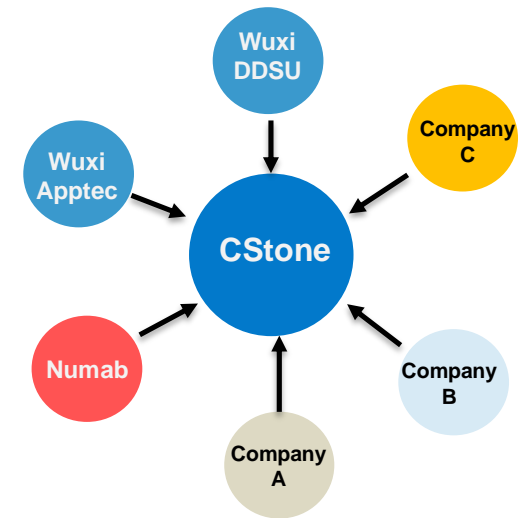 Wuxi
DDSU
Company
C
Wuxi
Apptec
CStone
Numab
Company
B
Company
A